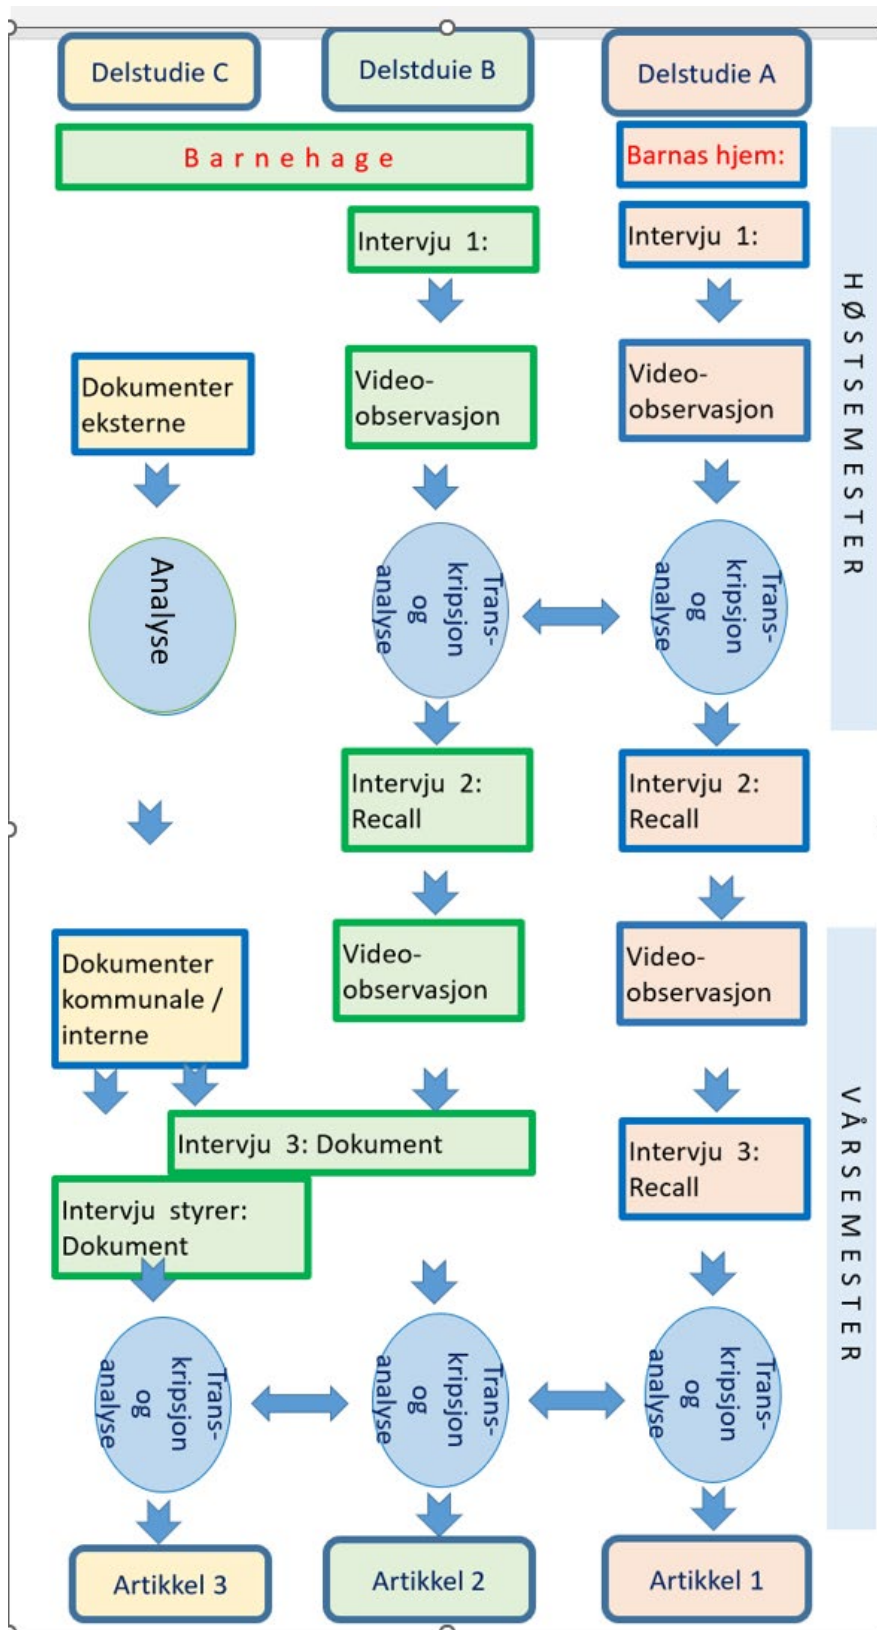 Delstudie C
Delstduie B
Delstudie A
Barnehage
Barnas hjem:
Intervju 1:
Intervju 1:
HØSTSEMESTER
Dokumenter
eksterne
Video-
observasjon
Video-
observasjon
Analyse
Trans-
kripsjon
og
analyse
Trans-
kripsjon
og
analyse
Intervju 2:
Recall
Intervju 2:
Recall
Dokumenter
kommunale /
interne
Video-
observasjon
Video-
observasjon
VÅRSEMESTER
Intervju 3: Dokument
Intervju 3:
Recall
Intervju styrer:
Dokument
Trans-
kripsjon
og
analyse
Trans-
kripsjon
og
analyse
Trans-
kripsjon
og
analyse
Artikkel 3
Artikkel 2
Artikkel 1